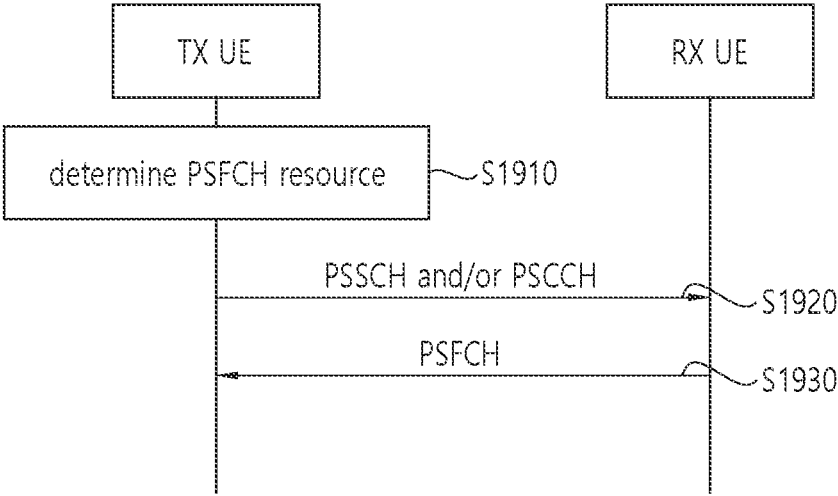 TX UE
RX UE
determine PSFCH resource
S1910
PSSCH and/or PSCCH
S1920
PSFCH
S1930